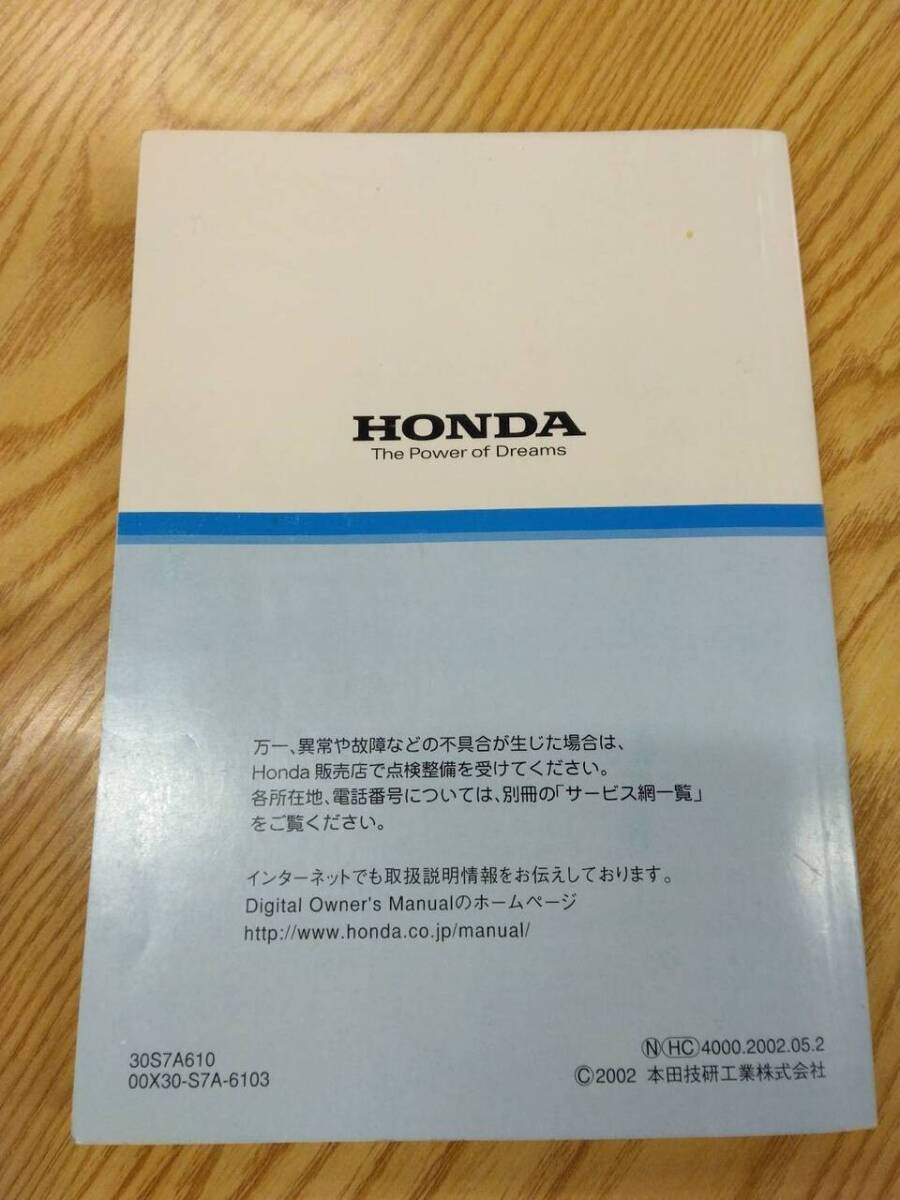 HONDA
The Power of Dreams
万一、異常や故障などの不具合が生じた場合は、
Honda 販売店で点検整備を受けてください。
各所在地、電話番号については、別冊の「サービス網一覧」
をご覧ください。
インターネットでも取扱説明情報をお伝えしております。
Digital Owner's Manualのホームページ
http://www.honda.co.jp/manual/
30S7A610
00X30-S7A-6103
Ⓝ(HC)4000.2002.05.2
©2002 本田技研工業株式会社